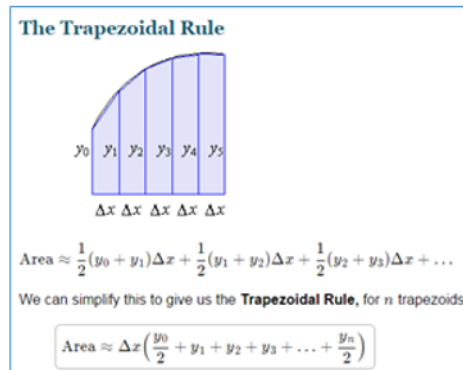 The Trapezoidal Rule
y₀ y₁ y₂ y₃ y₄ y₅
Δx Δx Δx Δx Δx
Area ≈ 1/2(y₀ + y₁)Δx + 1/2(y₁ + y₂)Δx + 1/2(y₂ + y₃)Δx + …
We can simplify this to give us the Trapezoidal Rule, for n trapezoids
Area ≈ Δx(y₀/2 + y₁ + y₂ + y₃ + … + yₙ/2)